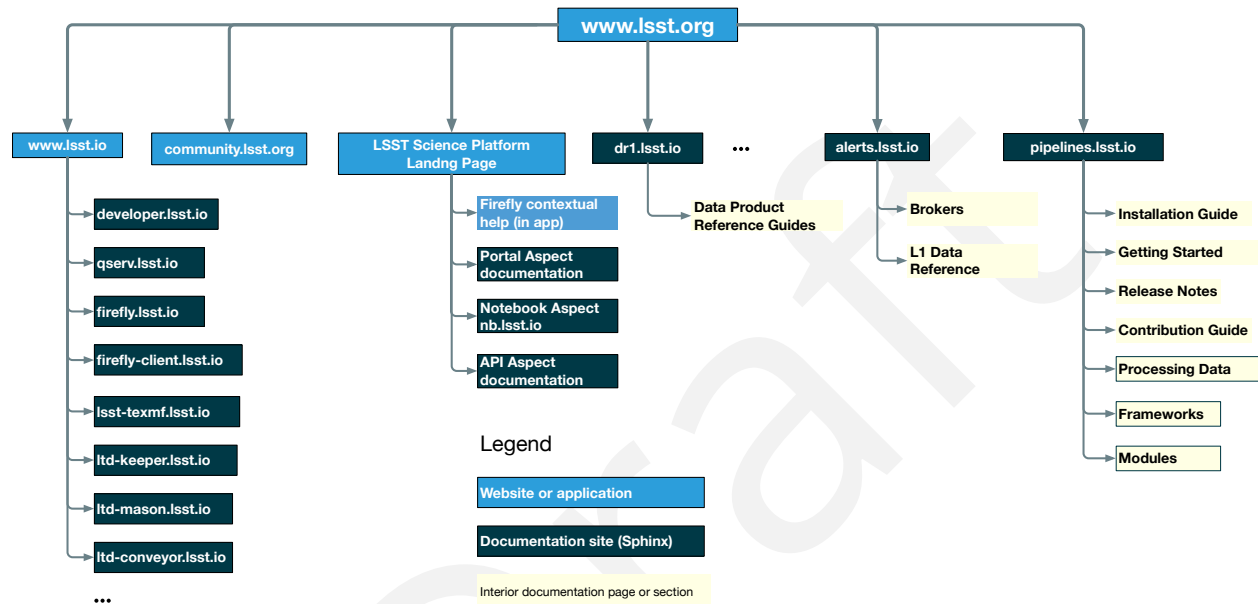 www.lsst.org
www.lsst.io
community.lsst.org
LSST Science Platform
Landng Page
dr1.lsst.io
...
alerts.lsst.io
pipelines.lsst.io
developer.lsst.io
qserv.lsst.io
firefly.lsst.io
firefly-client.lsst.io
lsst-texmf.lsst.io
ltd-keeper.lsst.io
ltd-mason.lsst.io
ltd-conveyor.lsst.io
...
Firefly contextual
help (in app)
Portal Aspect
documentation
Notebook Aspect
nb.lsst.io
API Aspect
documentation
Data Product
Reference Guides
Brokers
L1 Data
Reference
Installation Guide
Getting Started
Release Notes
Contribution Guide
Processing Data
Frameworks
Modules
Legend
Website or application
Documentation site (Sphinx)
Interior documentation page or section
Draft